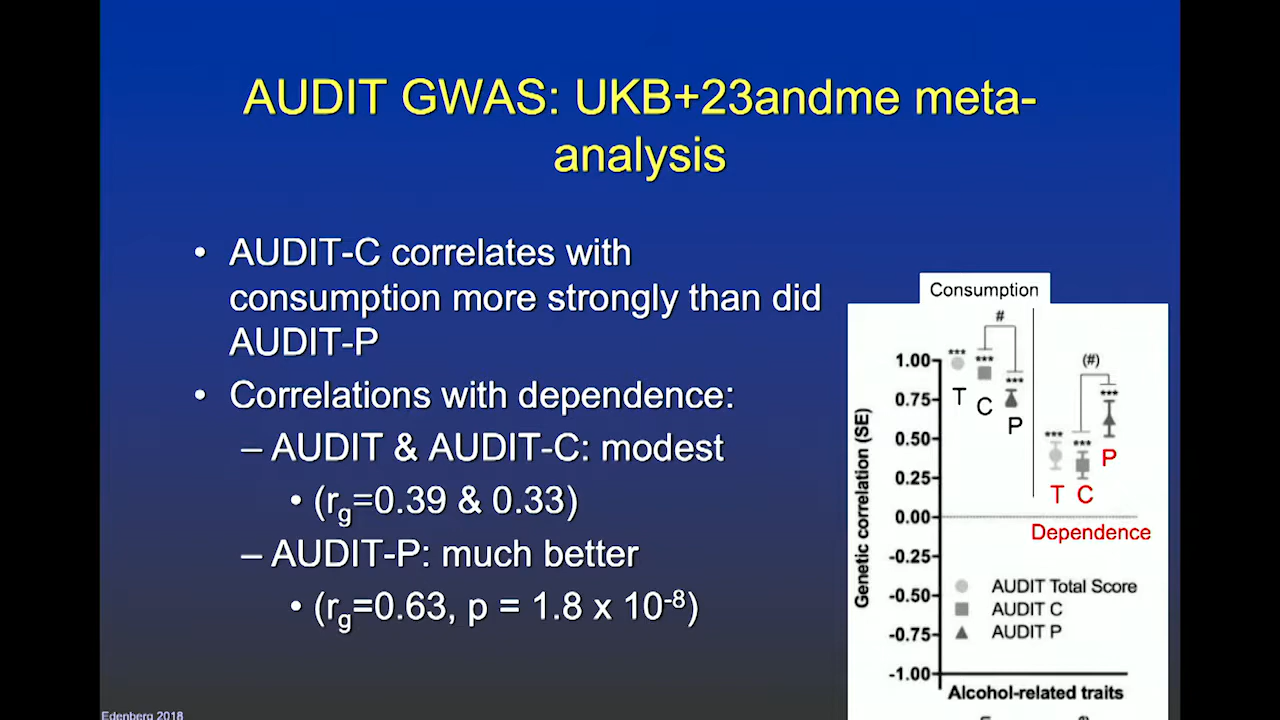 AUDIT GWAS: UKB+23andme meta-
analysis
• AUDIT-C correlates with
consumption more strongly than did
AUDIT-P
• Correlations with dependence:
– AUDIT & AUDIT-C: modest
• (rg=0.39 & 0.33)
– AUDIT-P: much better
• (rg=0.63, p = 1.8 x 10-8)
Consumption
#
(#)
*** *** *** *** *** ***
T C P
T C P
Dependence
Genetic correlation (SE)
1.00
0.75
0.50
0.25
0.00
-0.25
-0.50
-0.75
-1.00
AUDIT Total Score
AUDIT C
AUDIT P
Alcohol-related traits
Edenberg 2018